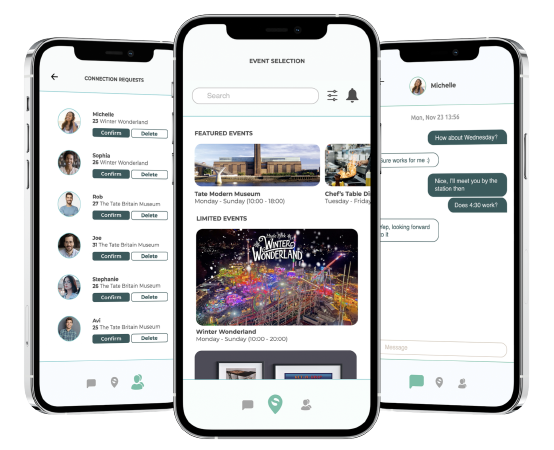 CONNECTION REQUESTS
Michelle
23 Winter Wonderland
Confirm Delete
Sophia
26 Winter Wonderland
Confirm Delete
Rob
27 The Tate Britain Museum
Confirm Delete
Joe
31 The Tate Britain Museum
Confirm Delete
Stephanie
26 The Tate Britain Museum
Confirm Delete
Avi
25 The Tate Britain Museum
Confirm Delete
EVENT SELECTION
Search
FEATURED EVENTS
Tate Modern Museum
Monday - Sunday (10:00 - 18:00)
Chef's Table Di
Tuesday - Friday
LIMITED EVENTS
WINTER
WONDERLAND
Winter Wonderland
Monday - Sunday (10:00 - 20:00)
Michelle
Mon, Nov 23 13:56
How about Wednesday?
ure works for me :)
Nice, I'll meet you by the
station then
Does 4:30 work?
ep, looking forward
o it
Message